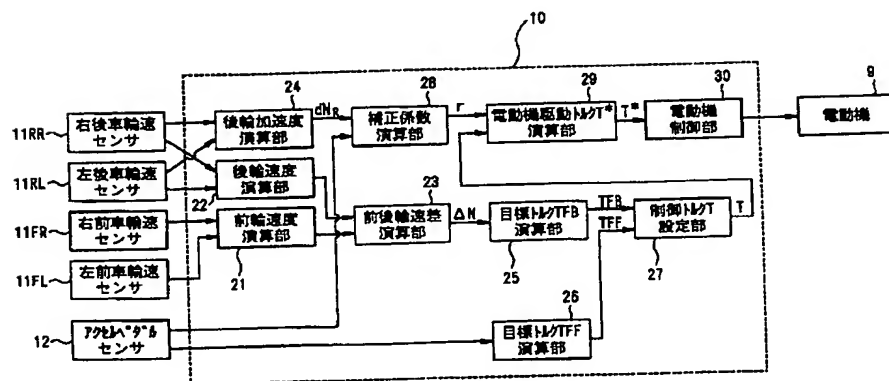 10
24
28
29
30
9
11RR
右後車輪速
センサ
後輪加速度
演算部
dNR
補正係数
演算部
r
電動機駆動トルクT*
演算部
T*
電動機
制御部
電動機
11RL
左後車輪速
センサ
22
後輪速度
演算部
23
11FR
右前車輪速
センサ
前輪速度
演算部
21
前後輪速差
演算部
ΔN
目標トルクTFB
演算部
25
TFB
TFF
制御トルクT
設定部
27
T
11FL
左前車輪速
センサ
26
12
アクセルペダル
センサ
目標トルクTFF
演算部